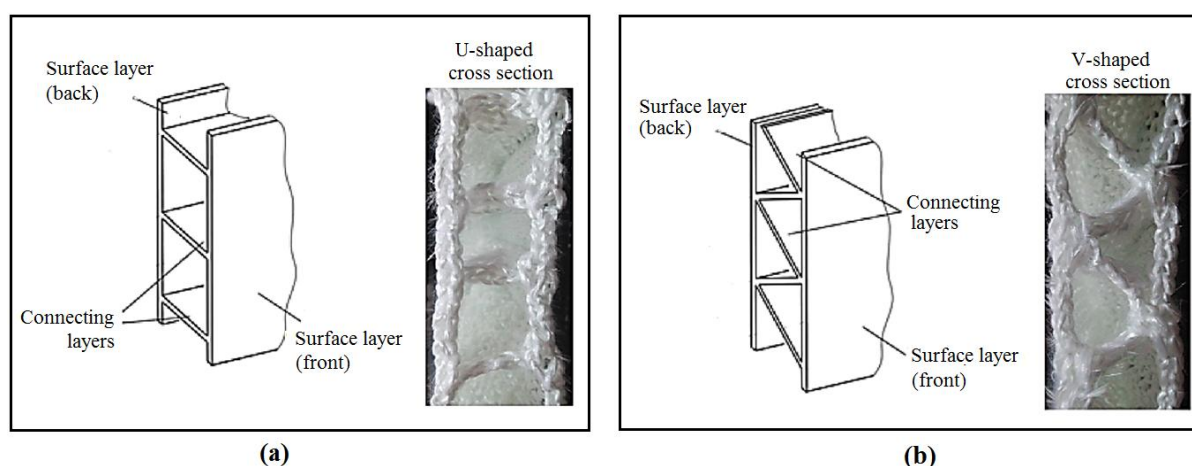 U-shaped
cross section
Surface layer
(back)
Connecting
layers
Surface layer
(front)
(a)
V-shaped
cross section
Surface layer
(back)
Connecting
layers
Surface layer
(front)
(b)